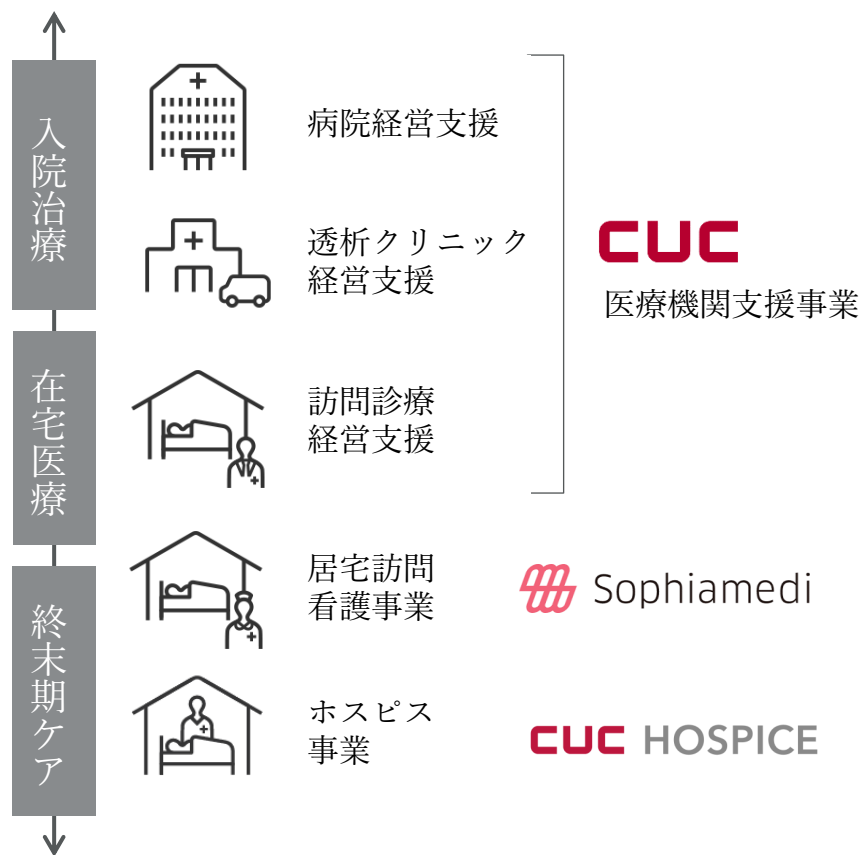 入院治療
病院経営支援
透析クリニック
経営支援
CUC
医療機関支援事業
在宅医療
訪問診療
経営支援
居宅訪問
看護事業
Sophiamedi
終末期ケア
ホスピス
事業
CUC HOSPICE